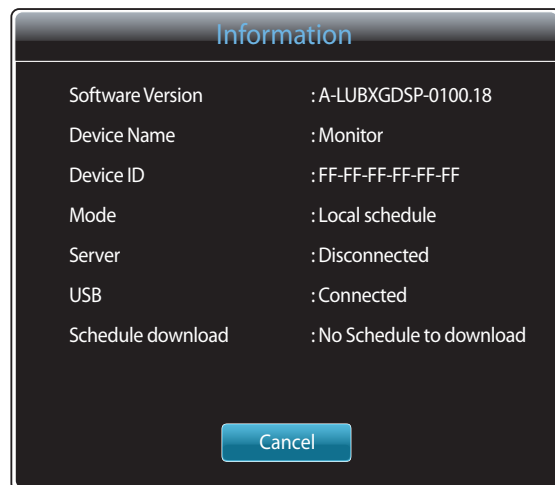 Information
Software Version : A-LUBXGDSP-0100.18
Device Name : Monitor
Device ID : FF-FF-FF-FF-FF-FF
Mode : Local schedule
Server : Disconnected
USB : Connected
Schedule download : No Schedule to download
Cancel